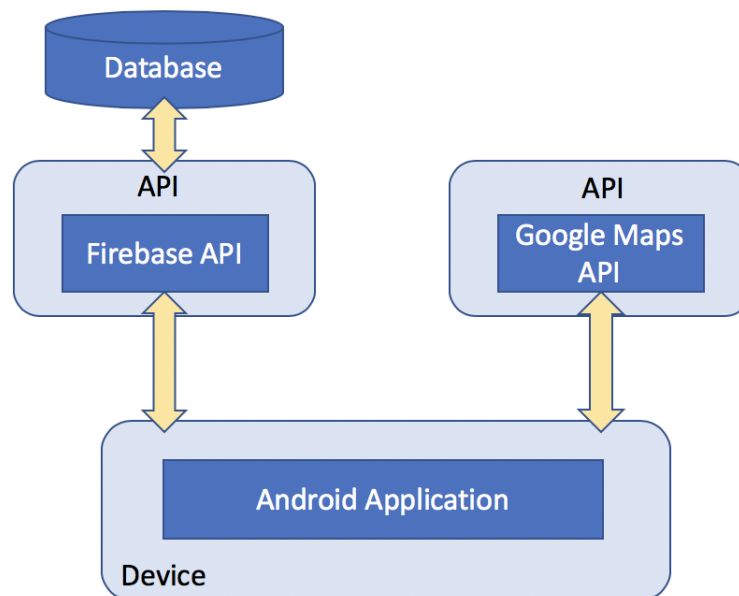 Database
API
Firebase API
API
Google Maps
API
Android Application
Device